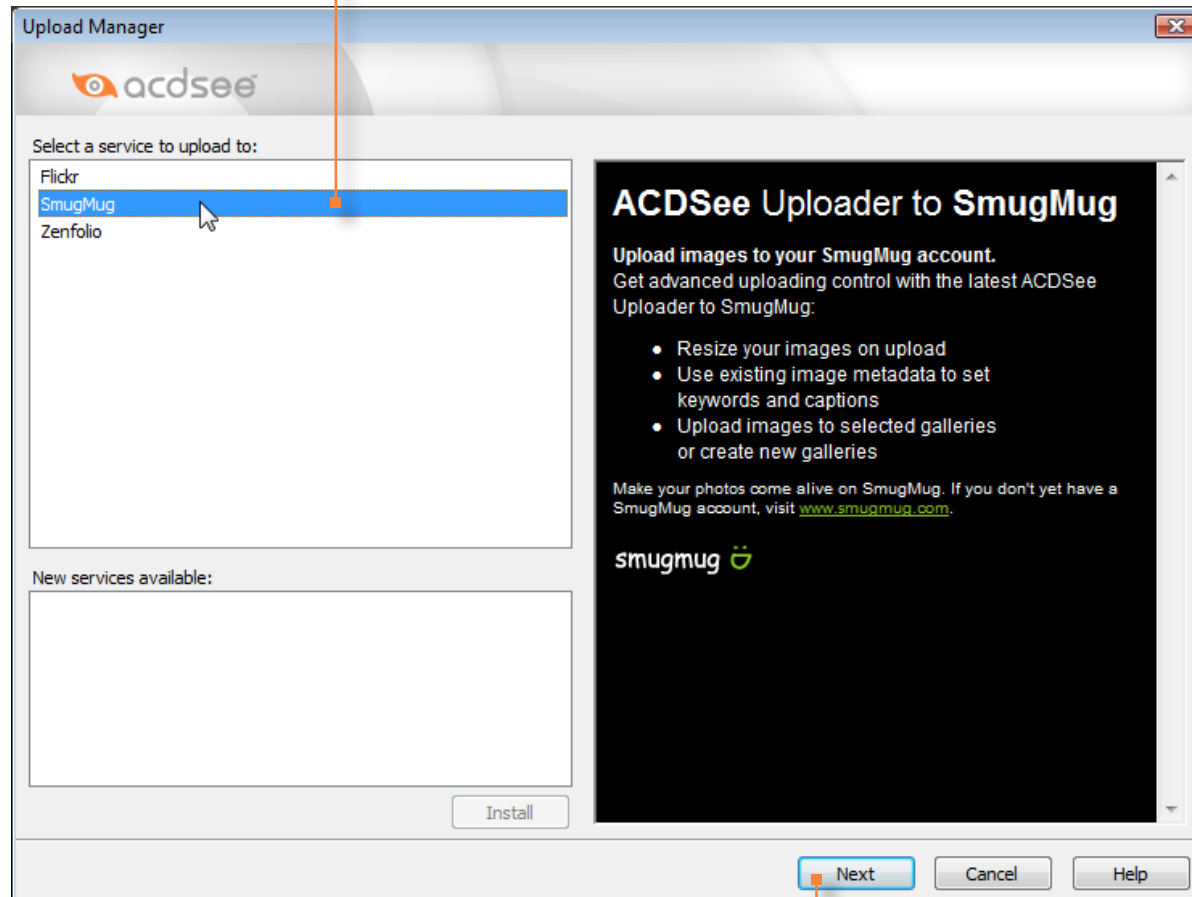 Upload Manager
acdsee
Select a service to upload to:
Flickr
SmugMug
Zenfolio
New services available:
Install
ACDSee Uploader to SmugMug
Upload images to your SmugMug account.
Get advanced uploading control with the latest ACDSee
Uploader to SmugMug:
● Resize your images on upload
● Use existing image metadata to set
keywords and captions
● Upload images to selected galleries
or create new galleries
Make your photos come alive on SmugMug. If you don't yet have a
SmugMug account, visit www.smugmug.com.
smugmug
Next
Cancel
Help